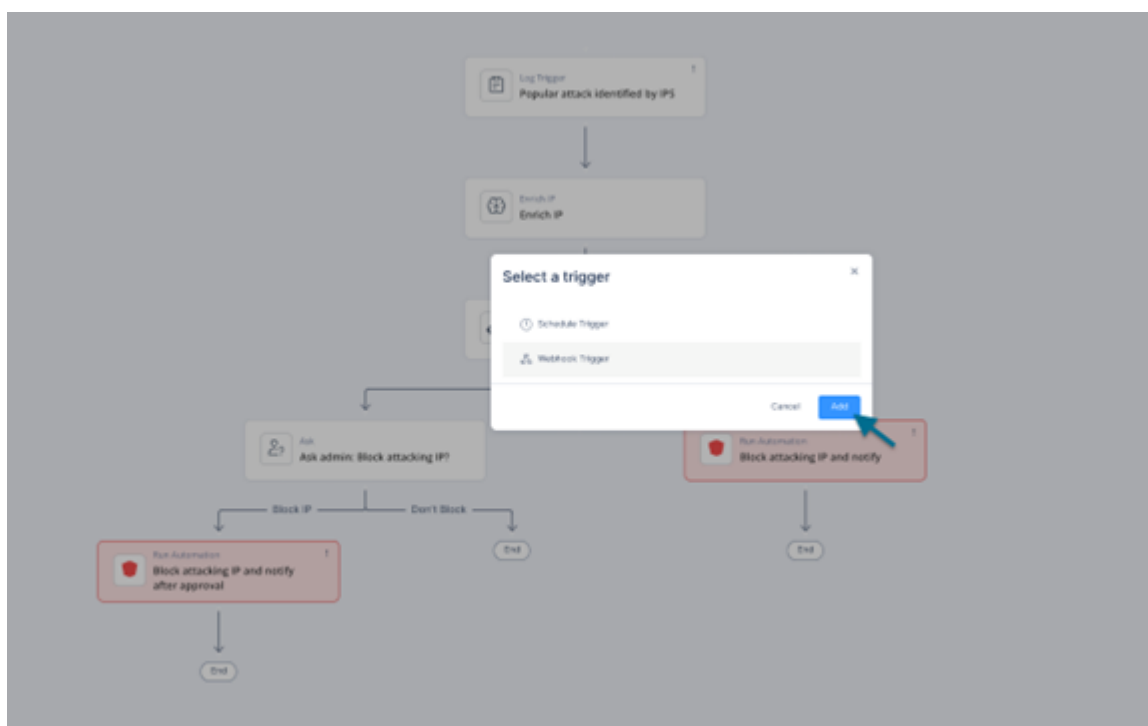 Log Trigger
Popular attack identified by IPS
Enrich IP
Enrich IP
Select a trigger
Schedule Trigger
Webhook Trigger
Cancel
Add
Ask
Ask admin: Block attacking IP?
Run Automation
Block attacking IP and notify
Block IP
Don't Block
End
End
Run Automation
Block attacking IP and notify
after approval
End